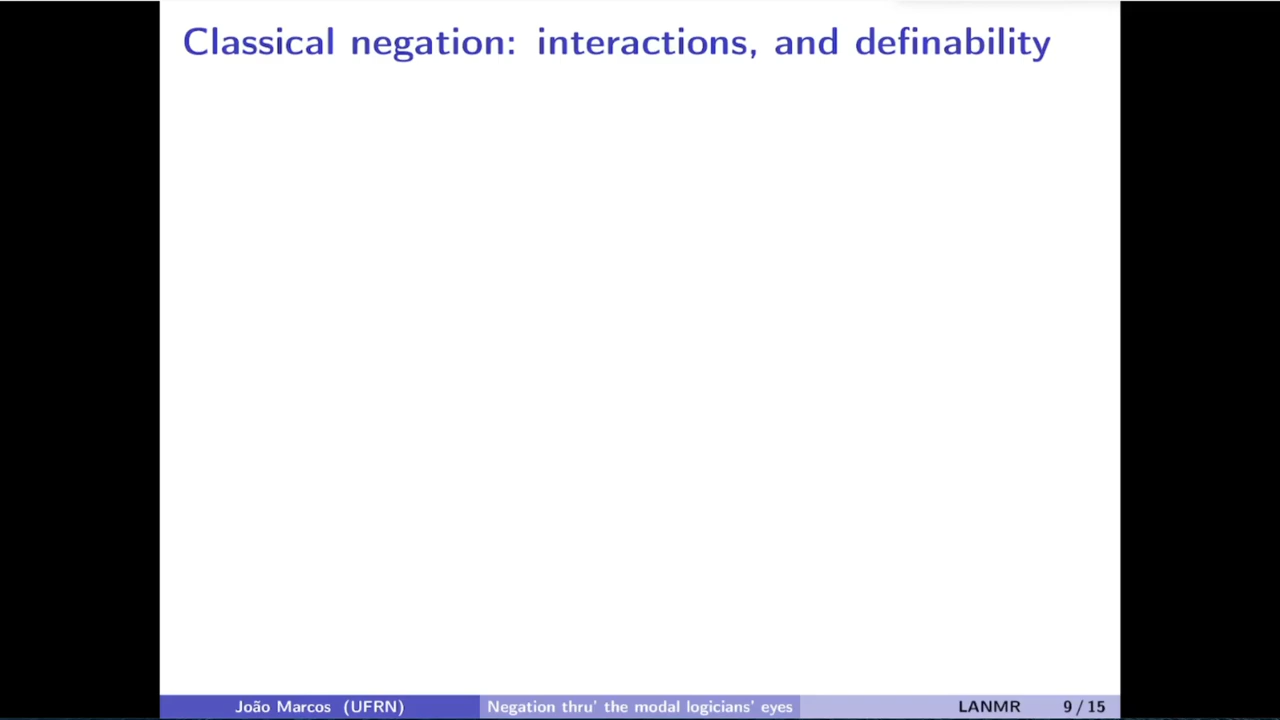 Classical negation: interactions, and definability
João Marcos (UFRN) Negation thru' the modal logicians' eyes LANMR 9 / 15